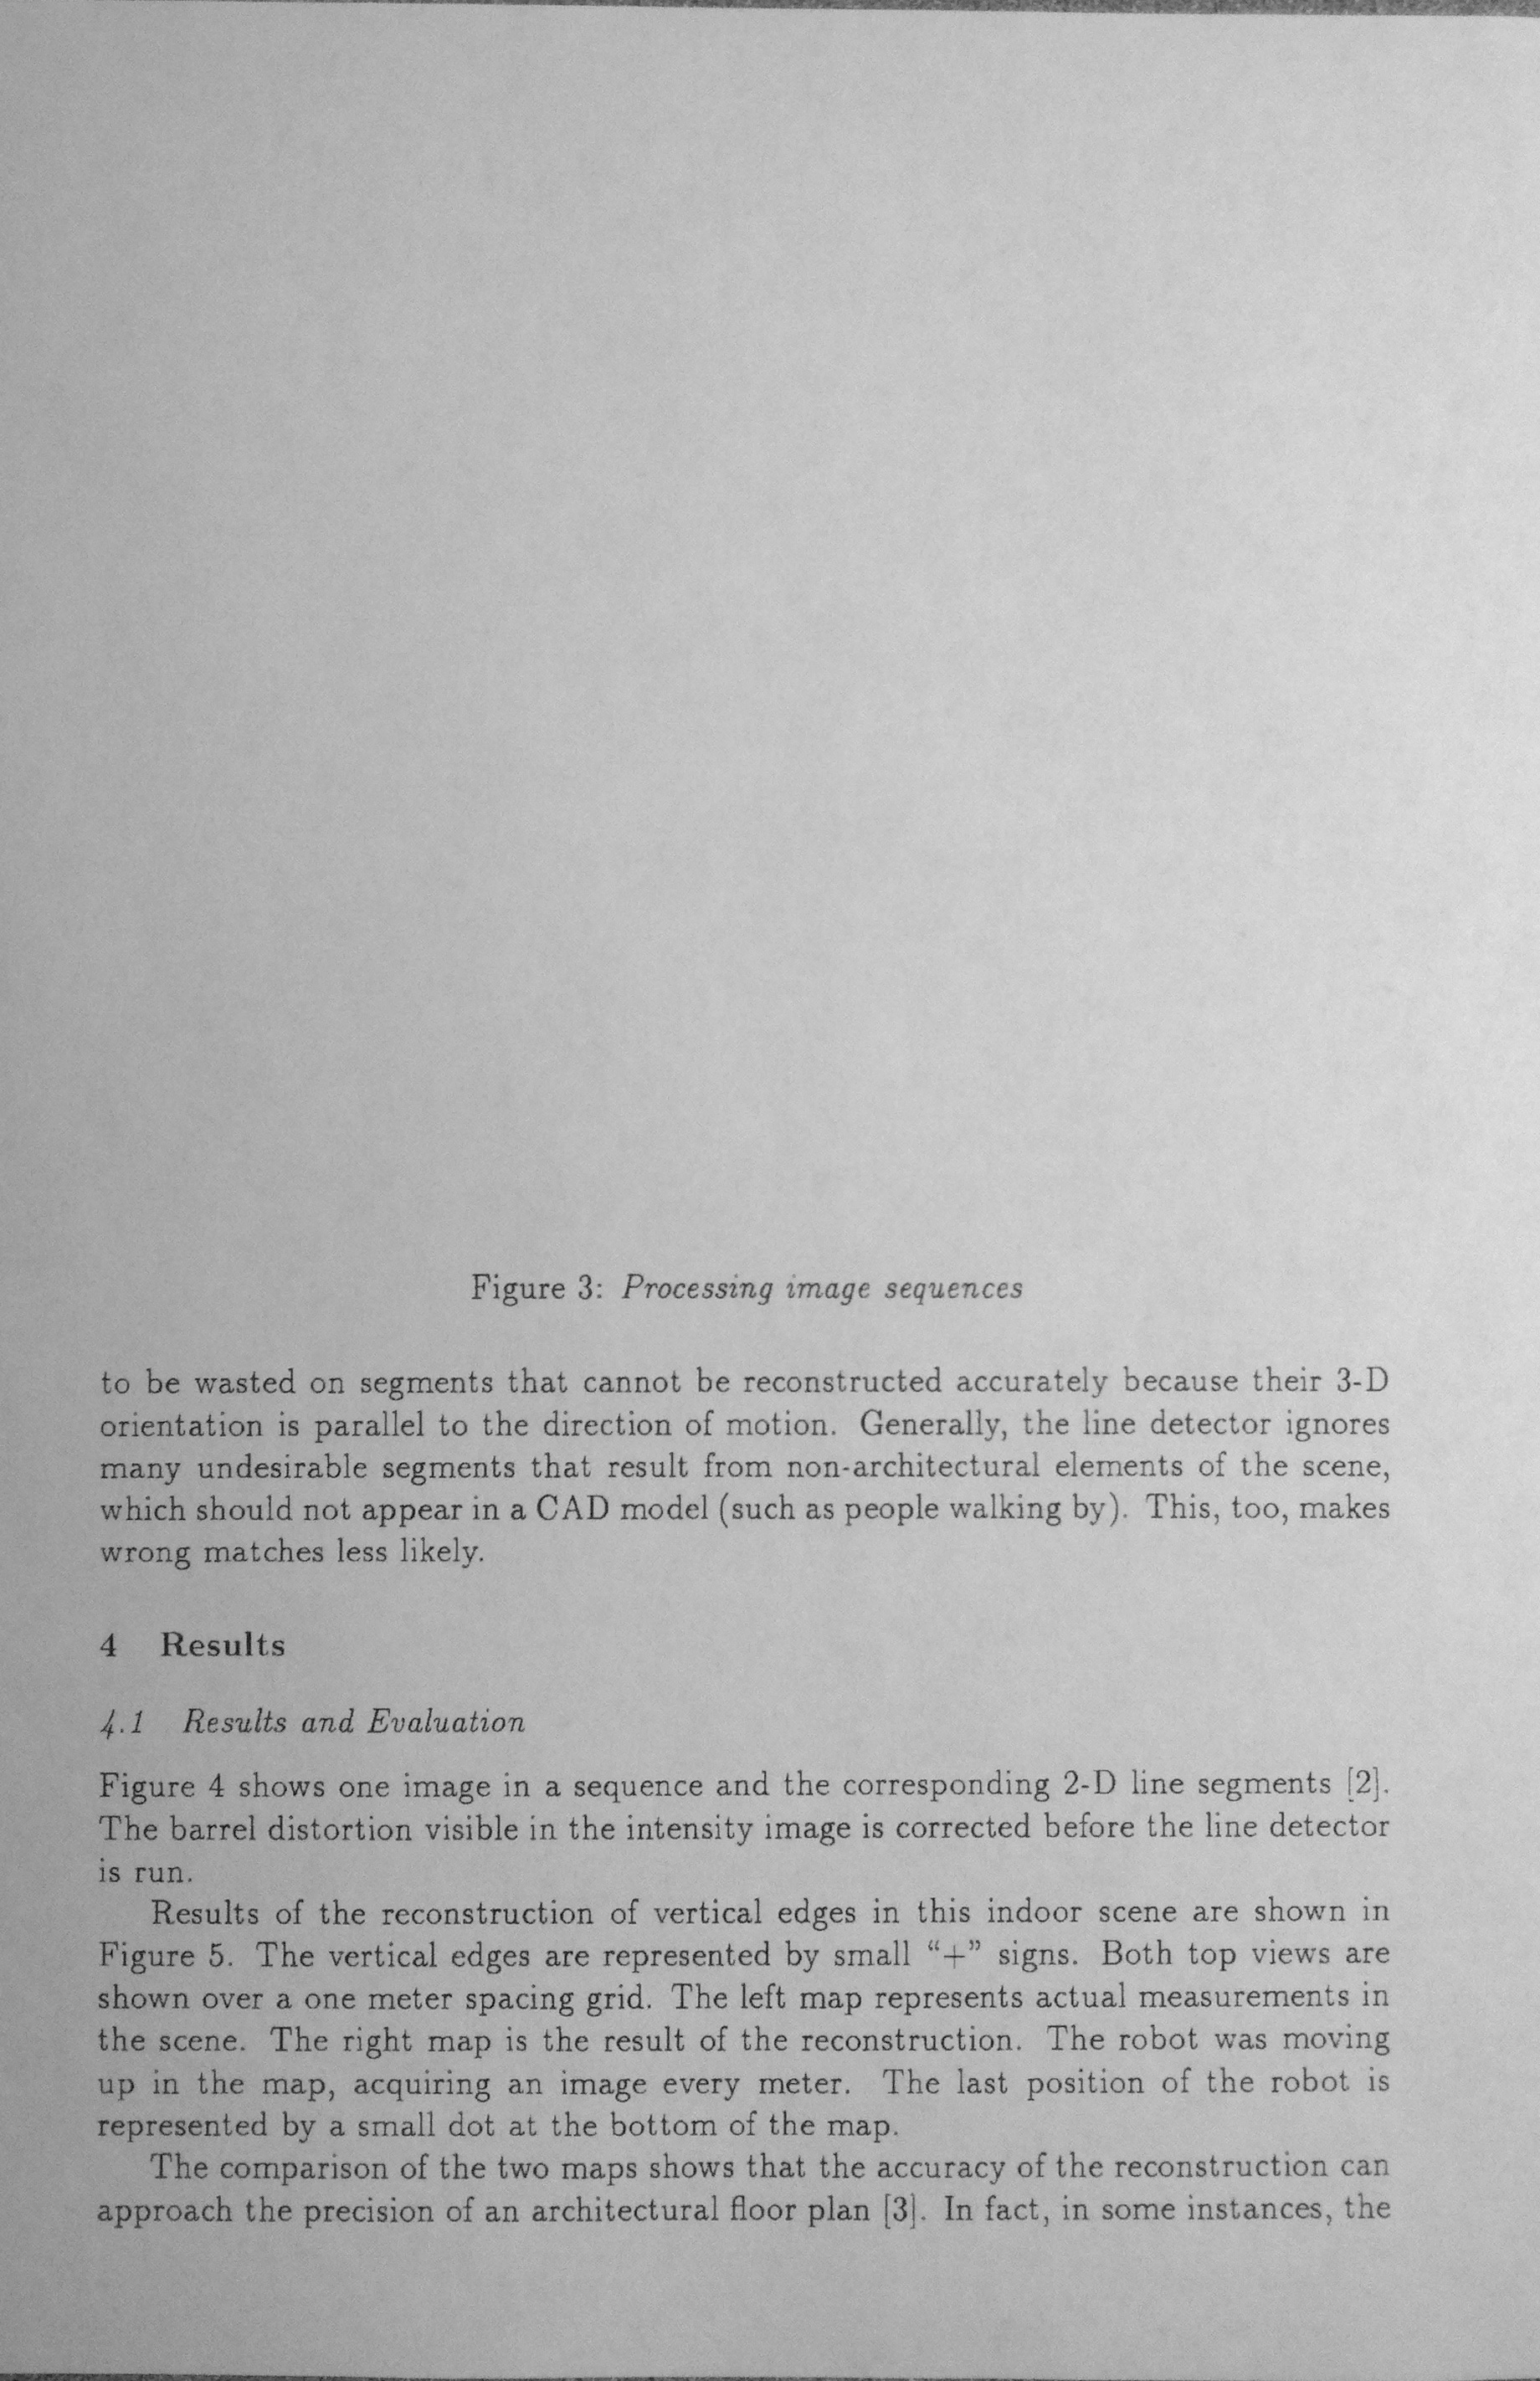 Figure 3: Processing image sequences
to be wasted on segments that cannot be reconstructed accurately because their 3-D
orientation is parallel to the direction of motion. Generally, the line detector ignores
many undesirable segments that result from non-architectural elements of the scene,
which should not appear in a CAD model (such as people walking by). This, too, makes
wrong matches less likely.
4 Results
4.1 Results and Evaluation
Figure 4 shows one image in a sequence and the corresponding 2-D line segments [2].
The barrel distortion visible in the intensity image is corrected before the line detector
is run.
Results of the reconstruction of vertical edges in this indoor scene are shown in
Figure 5. The vertical edges are represented by small “+” signs. Both top views are
shown over a one meter spacing grid. The left map represents actual measurements in
the scene. The right map is the result of the reconstruction. The robot was moving
up in the map, acquiring an image every meter. The last position of the robot is
represented by a small dot at the bottom of the map.
The comparison of the two maps shows that the accuracy of the reconstruction can
approach the precision of an architectural floor plan [3]. In fact, in some instances, the